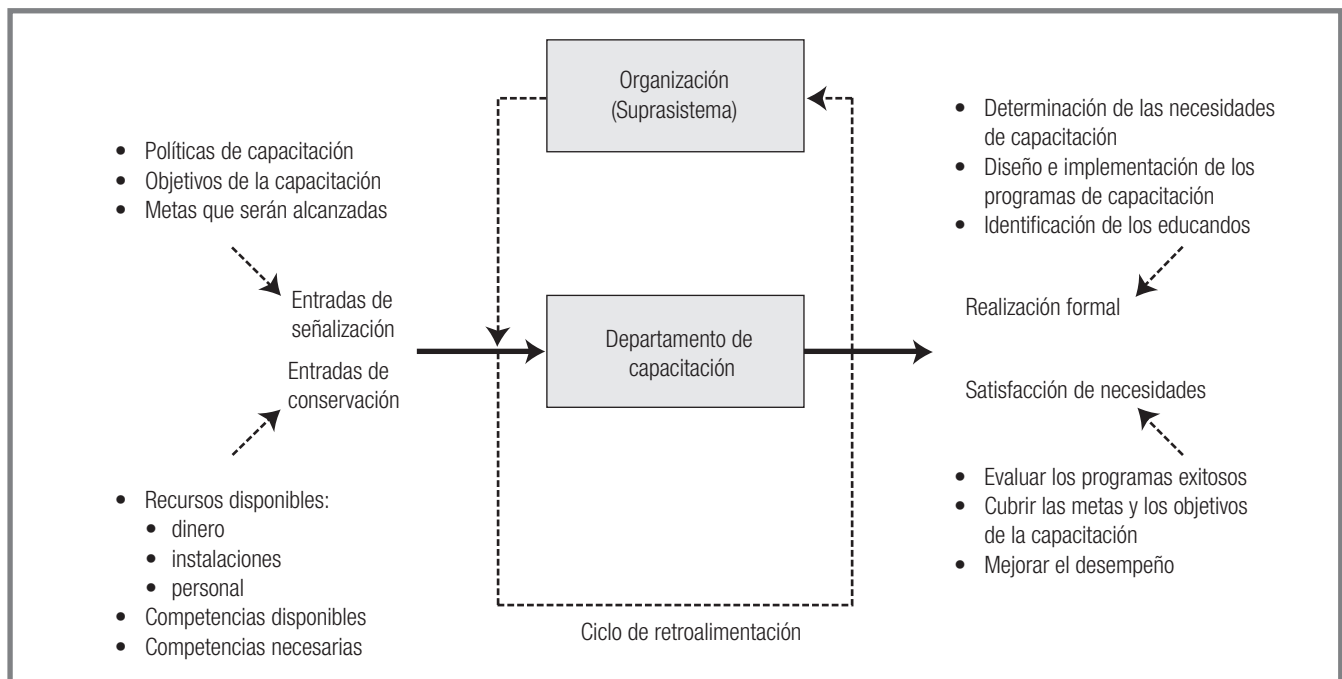 Organización
(Suprasistema)
• Políticas de capacitación
• Objetivos de la capacitación
• Metas que serán alcanzadas
Entradas de
señalización
Entradas de
conservación
• Recursos disponibles:
• dinero
• instalaciones
• personal
• Competencias disponibles
• Competencias necesarias
Departamento de
capacitación
Ciclo de retroalimentación
• Determinación de las necesidades
de capacitación
• Diseño e implementación de los
programas de capacitación
• Identificación de los educandos
Realización formal
Satisfacción de necesidades
• Evaluar los programas exitosos
• Cubrir las metas y los objetivos
de la capacitación
• Mejorar el desempeño